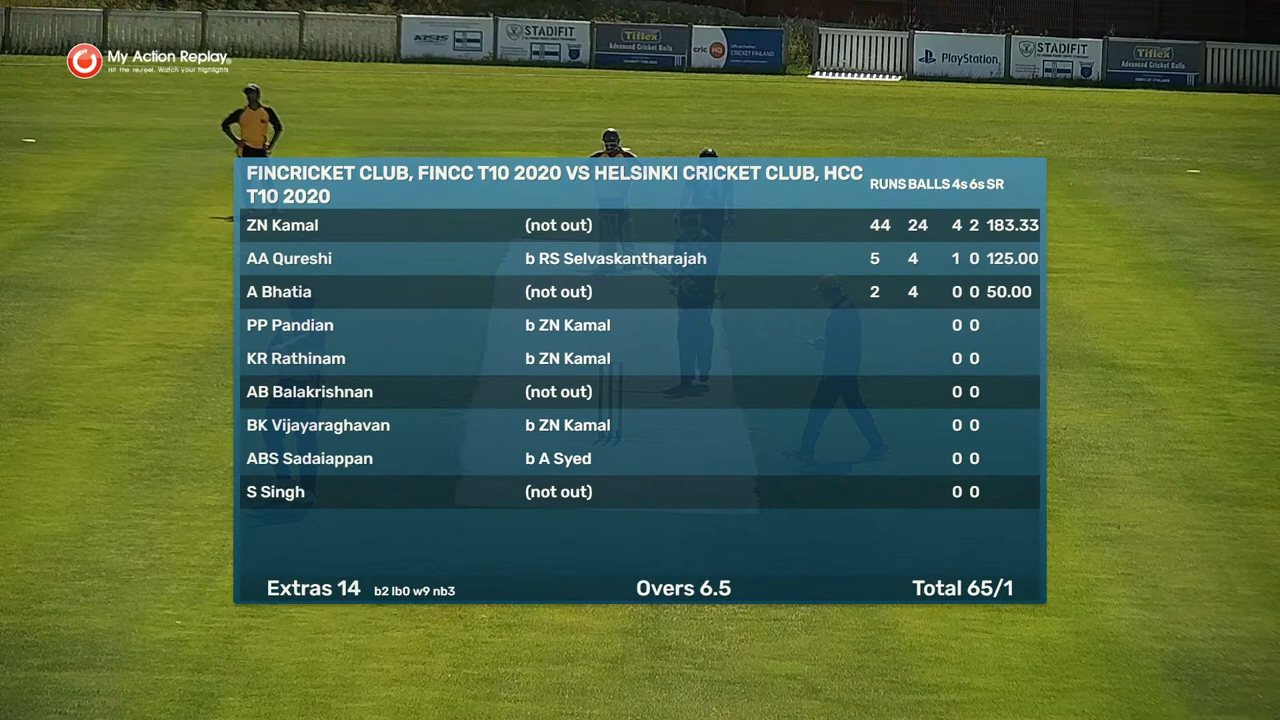 My Action Replay
Hit the re:reel. Watch your highlights
STADIFIT
Tiflex
Advanced Cricket Balls
cric HQ
CRICKET FINLAND
PlayStation
STADIFIT
Tiflex
Advanced Cricket Balls
FINCRICKET CLUB, FINCC T10 2020 VS HELSINKI CRICKET CLUB, HCC T10 2020 RUNS BALLS 4s 6s SR
ZN Kamal (not out) 44 24 4 2 183.33
AA Qureshi b RS Selvaskantharajah 5 4 1 0 125.00
A Bhatia (not out) 2 4 0 0 50.00
PP Pandian b ZN Kamal 0 0
KR Rathinam b ZN Kamal 0 0
AB Balakrishnan (not out) 0 0
BK Vijayaraghavan b ZN Kamal 0 0
ABS Sadaiappan b A Syed 0 0
S Singh (not out) 0 0
Extras 14 b2 lb0 w9 nb3 Overs 6.5 Total 65/1